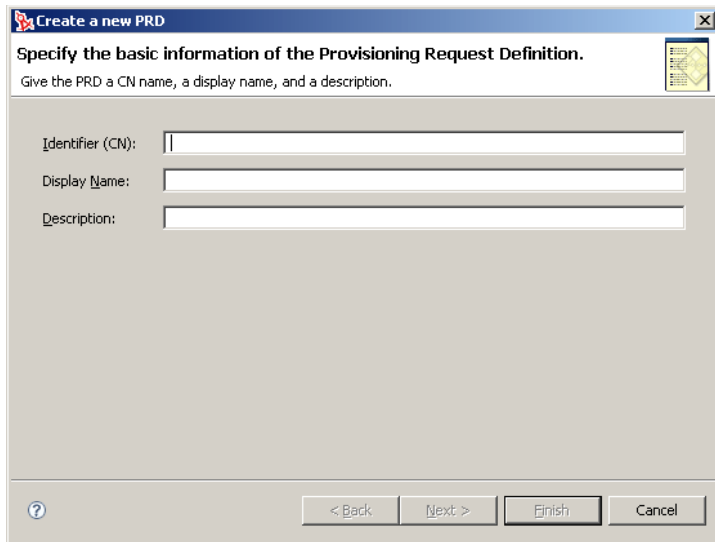 Create a new PRD
Specify the basic information of the Provisioning Request Definition.
Give the PRD a CN name, a display name, and a description.
Identifier (CN):
Display Name:
Description:
< Back Next > Finish Cancel